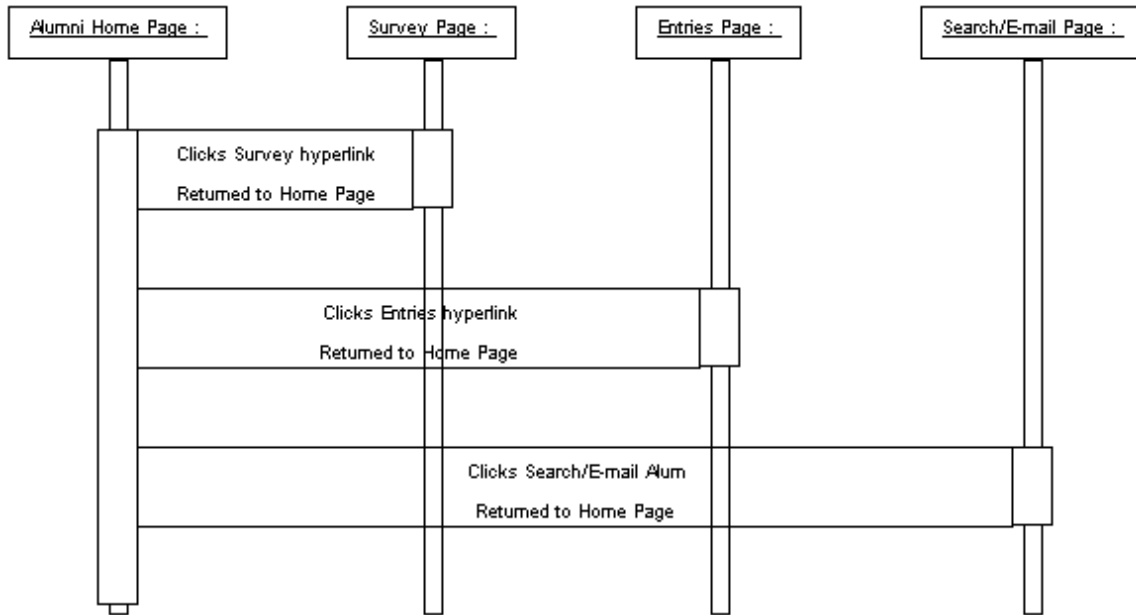 Alumni Home Page :
Survey Page :
Entries Page :
Search/E-mail Page :
Clicks Survey hyperlink
Returned to Home Page
Clicks Entries hyperlink
Returned to Home Page
Clicks Search/E-mail Alum
Returned to Home Page